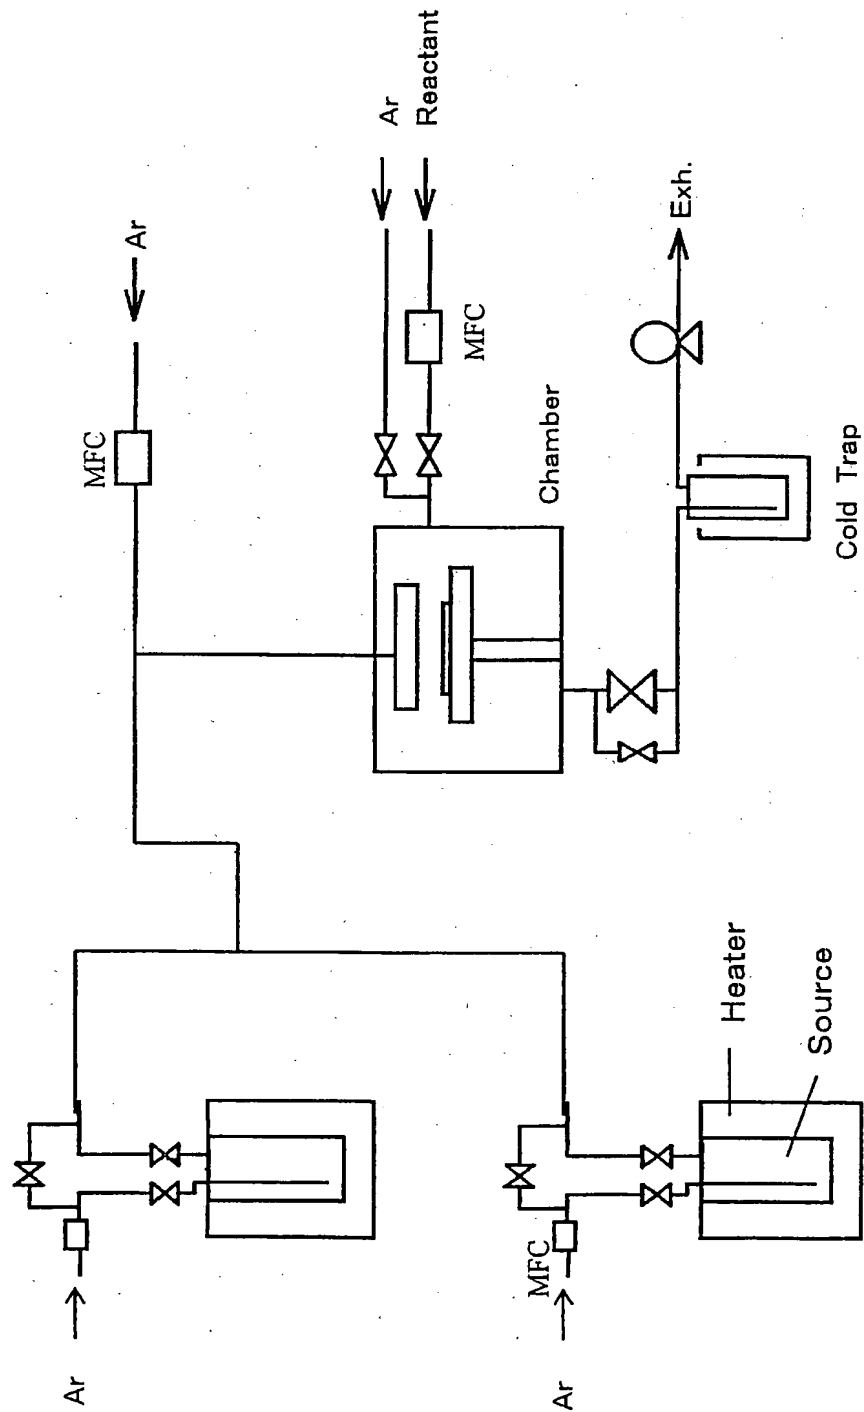 Ar
Reactant
Ar
Exh.
MFC
MFC
Chamber
Cold Trap
Heater
Source
MFC
Ar
Ar